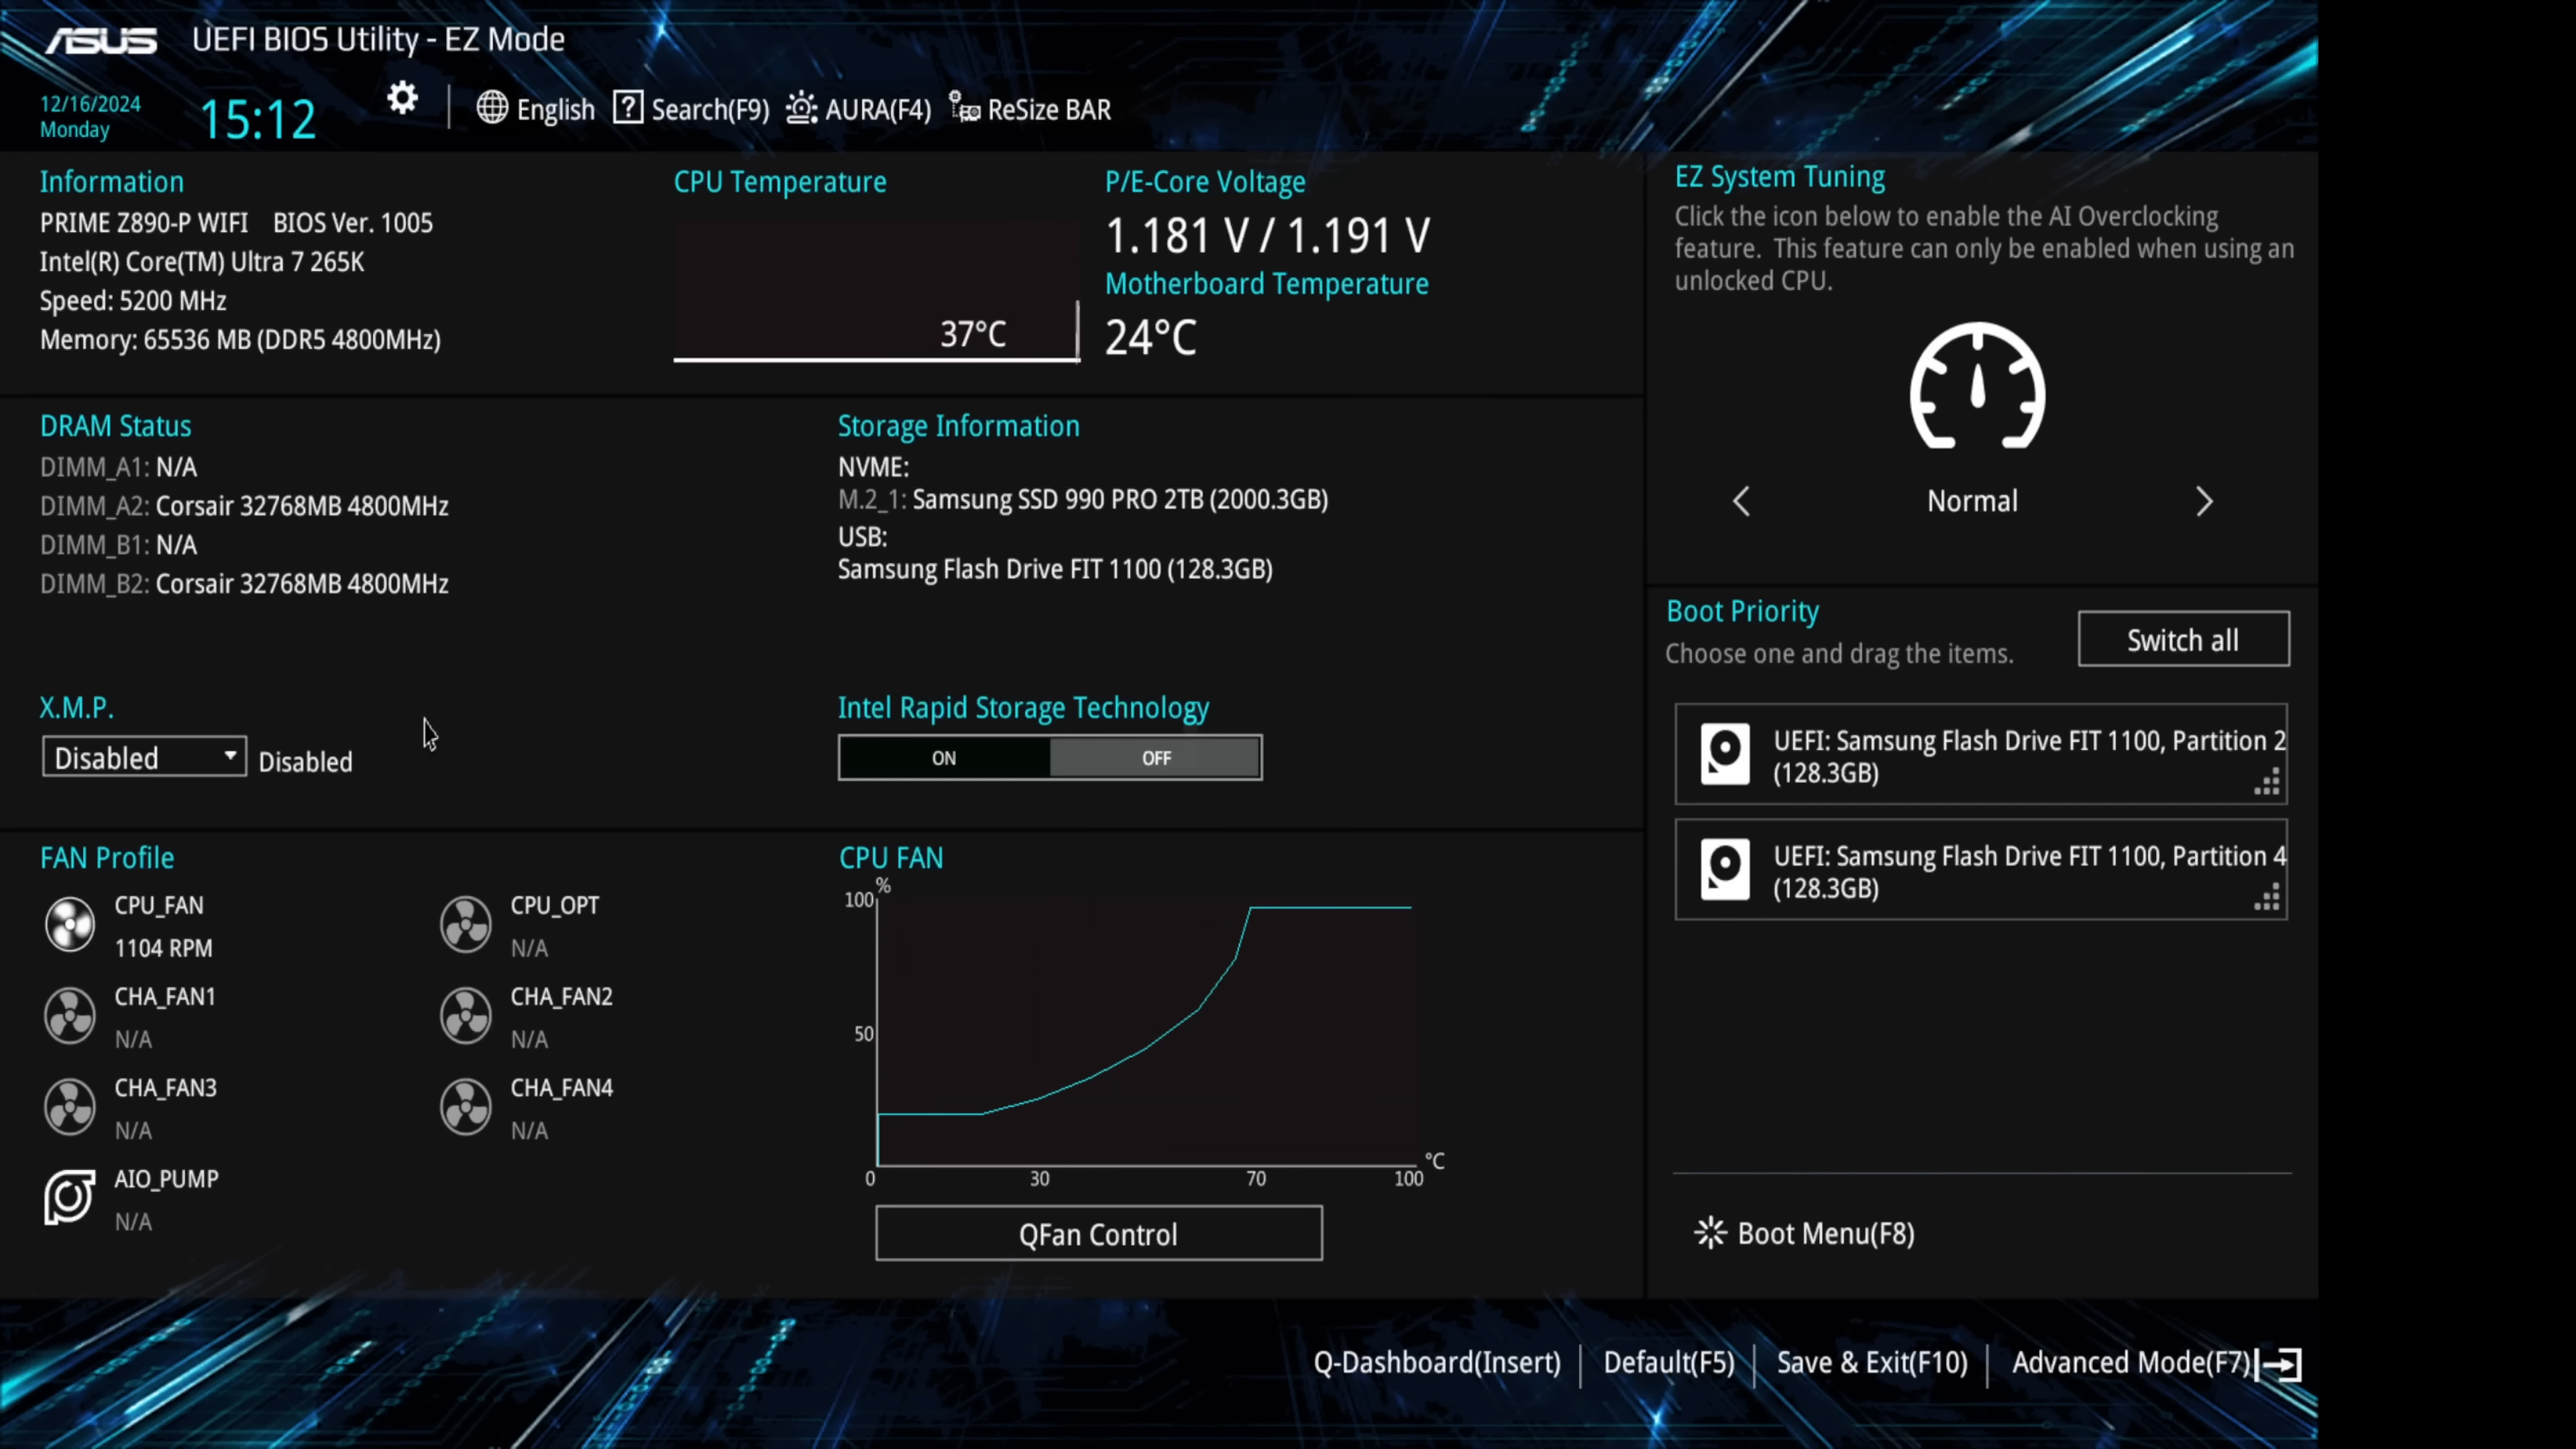 ASUS UEFI BIOS Utility - EZ Mode
12/16/2024
Monday
15:12
English
Search(F9)
AURA(F4)
ReSize BAR
Information
PRIME Z890-P WIFI BIOS Ver. 1005
Intel(R) Core(TM) Ultra 7 265K
Speed: 5200 MHz
Memory: 65536 MB (DDR5 4800MHz)
CPU Temperature
37°C
P/E-Core Voltage
1.181 V / 1.191 V
Motherboard Temperature
24°C
EZ System Tuning
Click the icon below to enable the AI Overclocking
feature. This feature can only be enabled when using an
unlocked CPU.
Normal
DRAM Status
DIMM_A1: N/A
DIMM_A2: Corsair 32768MB 4800MHz
DIMM_B1: N/A
DIMM_B2: Corsair 32768MB 4800MHz
Storage Information
NVME:
M.2_1: Samsung SSD 990 PRO 2TB (2000.3GB)
USB:
Samsung Flash Drive FIT 1100 (128.3GB)
X.M.P.
Disabled
Disabled
Intel Rapid Storage Technology
ON
OFF
Boot Priority
Choose one and drag the items.
Switch all
UEFI: Samsung Flash Drive FIT 1100, Partition 2
(128.3GB)
UEFI: Samsung Flash Drive FIT 1100, Partition 4
(128.3GB)
FAN Profile
CPU_FAN
1104 RPM
CPU_OPT
N/A
CHA_FAN1
N/A
CHA_FAN2
N/A
CHA_FAN3
N/A
CHA_FAN4
N/A
AIO_PUMP
N/A
CPU FAN
%
100
50
0
30
70
100
°C
QFan Control
Boot Menu(F8)
Q-Dashboard(Insert)
Default(F5)
Save & Exit(F10)
Advanced Mode(F7)